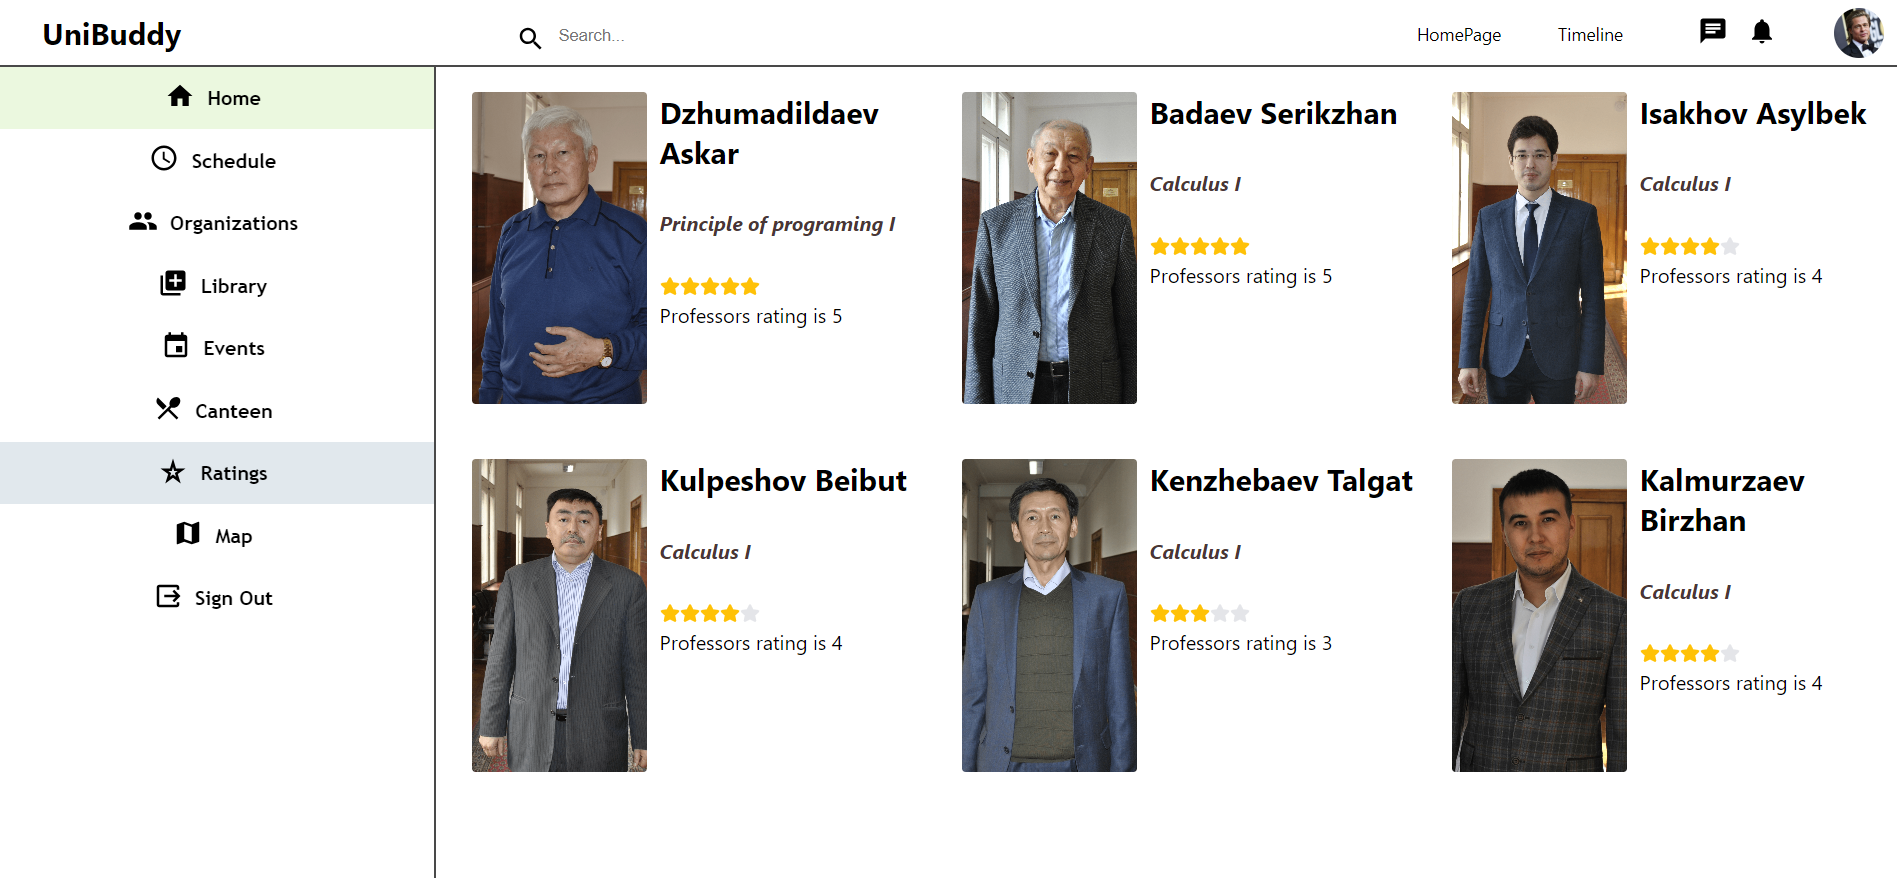 UniBuddy
Search...
HomePage
Timeline
Home
Schedule
Organizations
Library
Events
Canteen
Ratings
Map
Sign Out
Dzhumadildaev
Askar
Principle of programing I
Professors rating is 5
Badaev Serikzhan
Calculus I
Professors rating is 5
Isakhov Asylbek
Calculus I
Professors rating is 4
Kulpeshov Beibut
Calculus I
Professors rating is 4
Kenzhebaev Talgat
Calculus I
Professors rating is 3
Kalmurzaev
Birzhan
Calculus I
Professors rating is 4